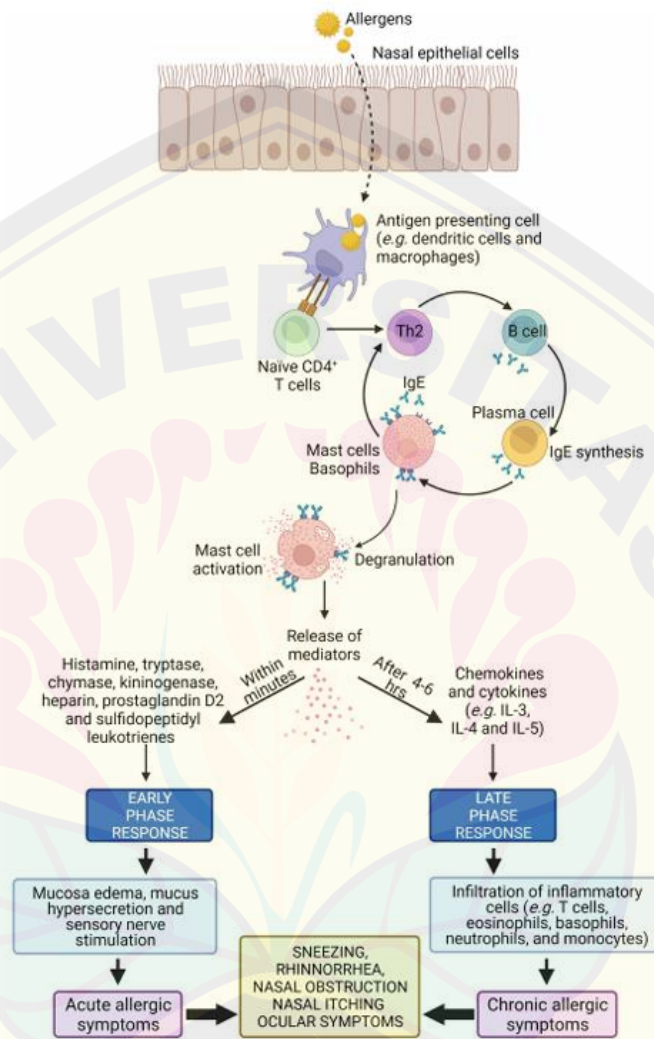 Allergens
Nasal epithelial cells
Antigen presenting cell
(e.g. dendritic cells and
macrophages)
Naïve CD4+
T cells
Th2
B cell
IgE
Plasma cell
IgE synthesis
Mast cells
Basophils
Mast cell
activation
Degranulation
Release of
mediators
Within
minutes
After 4-6
hrs
Histamine, tryptase,
chymase, kininogenase,
heparin, prostaglandin D2
and sulfidopeptidyl
leukotrienes
Chemokines
and cytokines
(e.g. IL-3,
IL-4 and IL-5)
EARLY
PHASE
RESPONSE
LATE
PHASE
RESPONSE
Mucosa edema, mucus
hypersecretion and
sensory nerve
stimulation
Infiltration of inflammatory
cells (e.g. T cells,
eosinophils, basophils,
neutrophils, and monocytes)
Acute allergic
symptoms
SNEEZING,
RHINNORRHEA,
NASAL OBSTRUCTION
NASAL ITCHING
OCULAR SYMPTOMS
Chronic allergic
symptoms
IVERSITAS